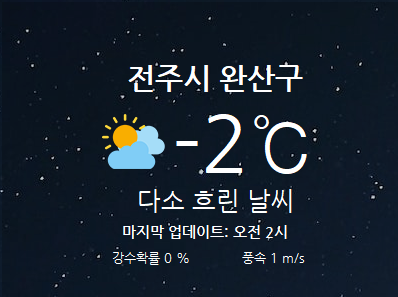 전주시 완산구
-2℃
다소 흐린 날씨
마지막 업데이트: 오전 2시
강수확률 0 % 풍속 1 m/s